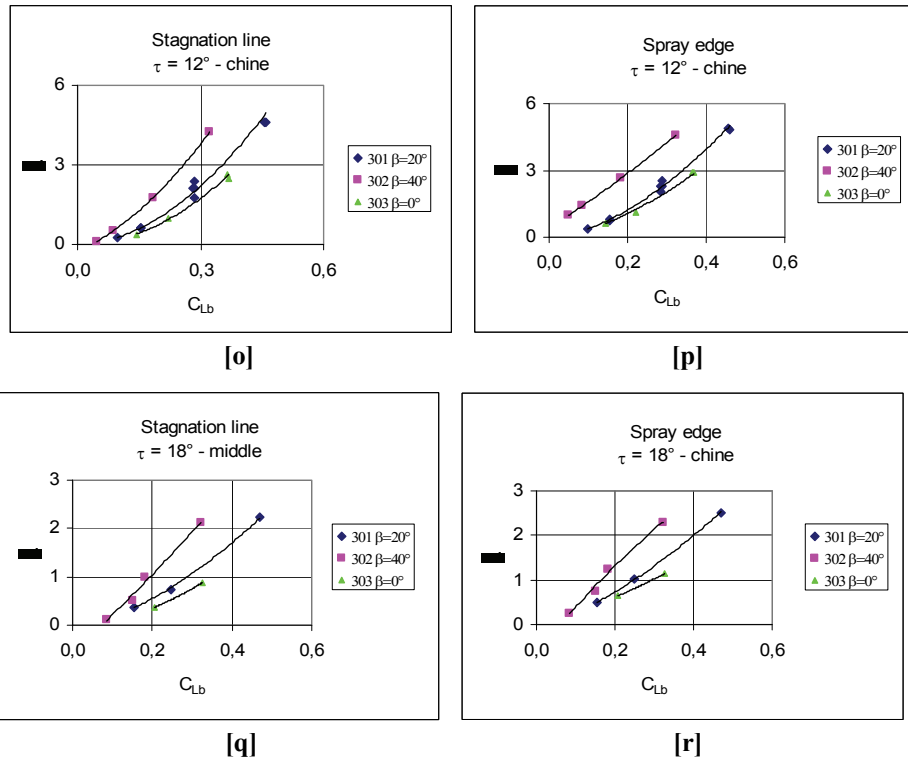 Stagnation line
τ = 12° - chine
6
3
0
0,0
0,3
0,6
C_Lb
301 β=20°
302 β=40°
303 β=0°
[o]
Spray edge
τ = 12° - chine
6
3
0
0,0
0,2
0,4
0,6
C_Lb
301 β=20°
302 β=40°
303 β=0°
[p]
Stagnation line
τ = 18° - middle
3
2
1
0
0,0
0,2
0,4
0,6
C_Lb
301 β=20°
302 β=40°
303 β=0°
[q]
Spray edge
τ = 18° - chine
3
2
1
0
0,0
0,2
0,4
0,6
C_Lb
301 β=20°
302 β=40°
303 β=0°
[r]